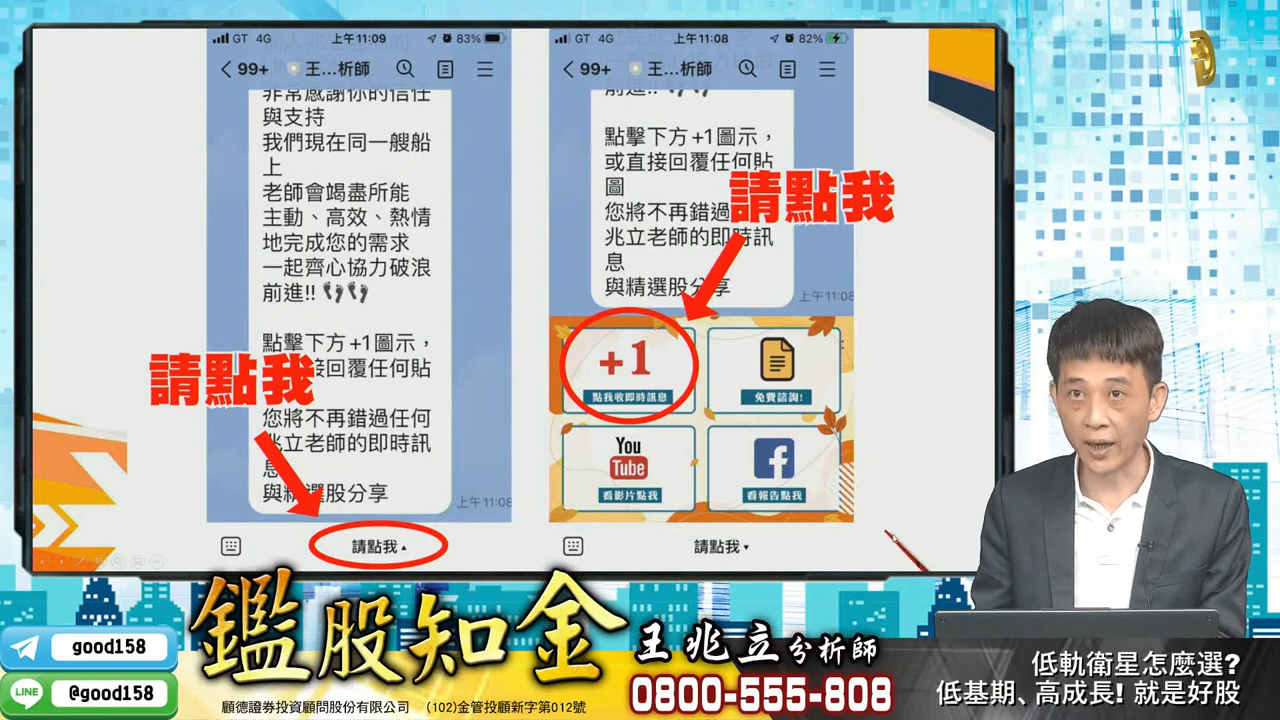 GT 4G
上午11:09
83%
99+
王...析師
非常感謝你的信任
與支持
我們現在同一艘船
上
老師會竭盡所能
主動、高效、熱情
地完成您的需求
一起齊心協力破浪
前進!!
點擊下方+1圖示，
接回覆任何貼
您將不再錯過任何
兆立老師的即時訊
息
與精選股分享
上午11:08
請點我
請點我▲
GT 4G
上午11:08
82%
99+
王...析師
前進!!
點擊下方+1圖示，
或直接回覆任何貼
圖
您將不再錯過
兆立老師的即時訊
息
與精選股分享
上午11:08
請點我
+1
點我收即時訊息
免費諮詢!
You
Tube
看影片點我
f
看報告點我
請點我▼
good158
LINE
@good158
鑑股知金
王兆立分析師
0800-555-808
顧德證券投資顧問股份有限公司 (102)金管投顧新字第012號
低軌衛星怎麼選?
低基期、高成長! 就是好股